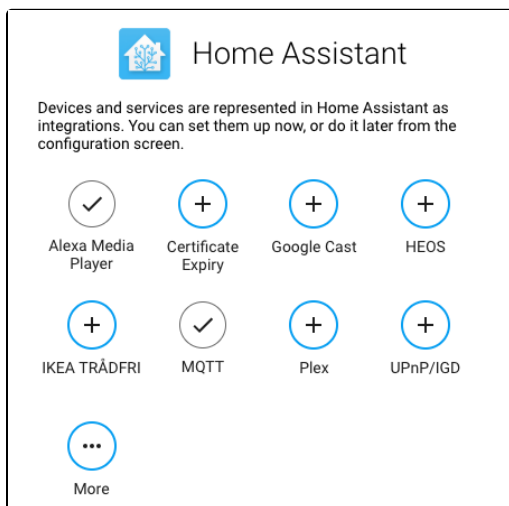 Home Assistant
Devices and services are represented in Home Assistant as
integrations. You can set them up now, or do it later from the
configuration screen.
Alexa Media
Player
Certificate
Expiry
Google Cast
HEOS
IKEA TRÅDFRI
MQTT
Plex
UPnP/IGD
More